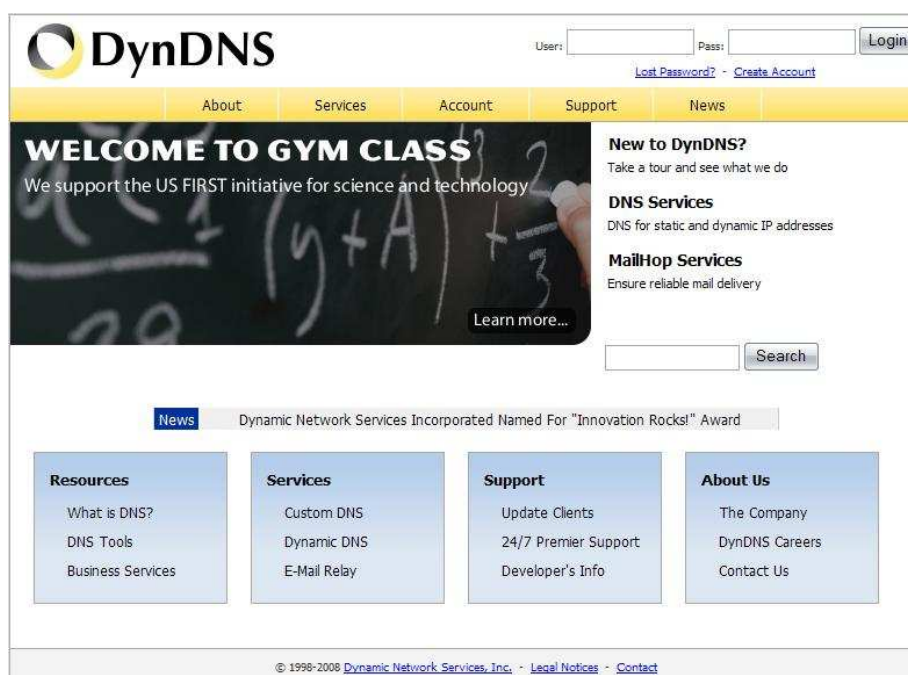 DynDNS
User:
Pass:
Login
Lost Password? - Create Account
About Services Account Support News
WELCOME TO GYM CLASS
We support the US FIRST initiative for science and technology
(y+A)
Learn more...
New to DynDNS?
Take a tour and see what we do
DNS Services
DNS for static and dynamic IP addresses
MailHop Services
Ensure reliable mail delivery
Search
News Dynamic Network Services Incorporated Named For "Innovation Rocks!" Award
Resources
What is DNS?
DNS Tools
Business Services
Services
Custom DNS
Dynamic DNS
E-Mail Relay
Support
Update Clients
24/7 Premier Support
Developer's Info
About Us
The Company
DynDNS Careers
Contact Us
© 1998-2008 Dynamic Network Services, Inc. - Legal Notices - Contact